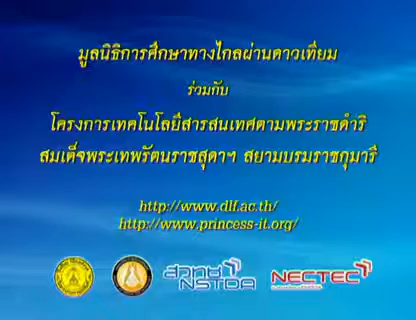 มูลนิธิการศึกษาทางไกลผ่านดาวเทียม
ร่วมกับ
โครงการเทคโนโลยีสารสนเทศตามพระราชดำริ
สมเด็จพระเทพรัตนราชสุดาฯ สยามบรมราชกุมารี
http://www.dlf.ac.th/
http://www.princess-it.org/
สวทช
NSTDA
NECTEC